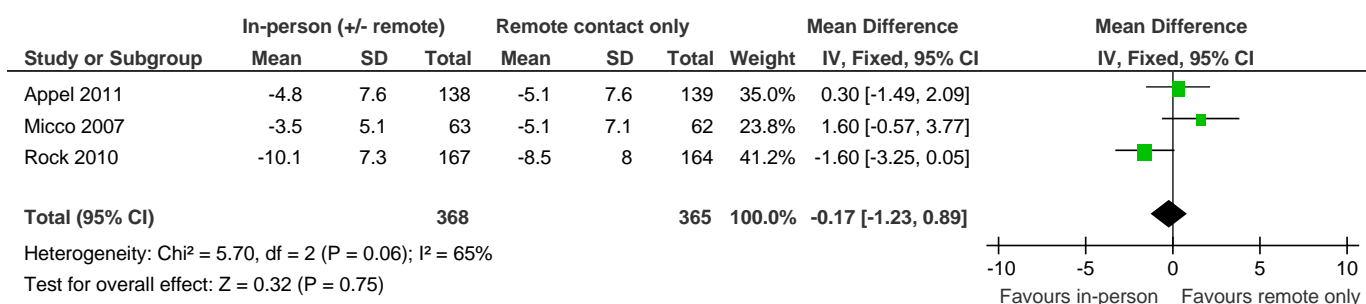 In-person (+/- remote) Remote contact only Mean Difference Mean Difference
Study or Subgroup Mean SD Total Mean SD Total Weight IV, Fixed, 95% CI IV, Fixed, 95% CI
Appel 2011 -4.8 7.6 138 -5.1 7.6 139 35.0% 0.30 [-1.49, 2.09]
Micco 2007 -3.5 5.1 63 -5.1 7.1 62 23.8% 1.60 [-0.57, 3.77]
Rock 2010 -10.1 7.3 167 -8.5 8 164 41.2% -1.60 [-3.25, 0.05]
Total (95% CI) 368 365 100.0% -0.17 [-1.23, 0.89]
Heterogeneity: Chi² = 5.70, df = 2 (P = 0.06); I² = 65%
Test for overall effect: Z = 0.32 (P = 0.75)
-10 -5 0 5 10
Favours in-person Favours remote only